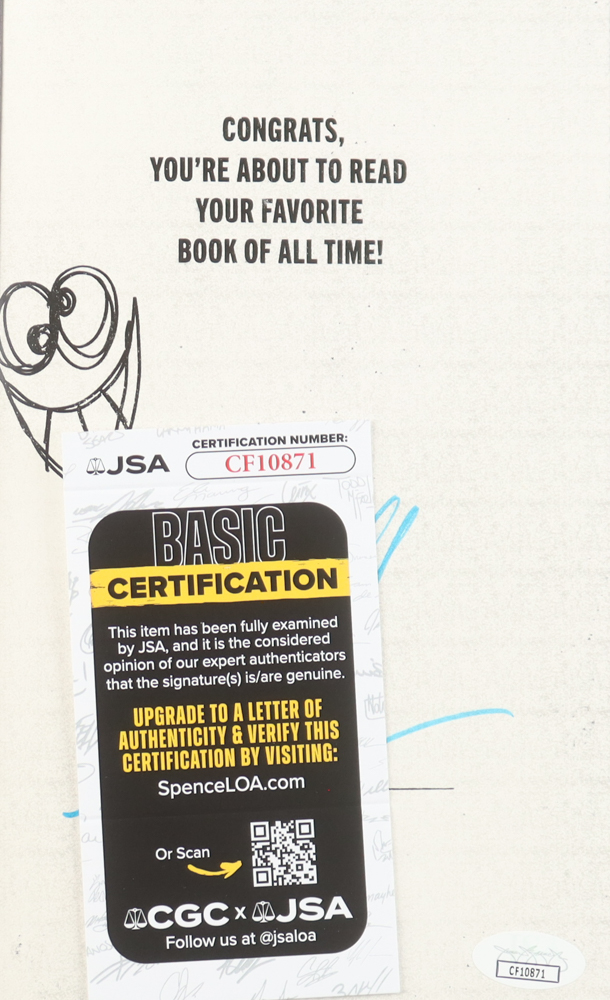 CONGRATS,
YOU'RE ABOUT TO READ
YOUR FAVORITE
BOOK OF ALL TIME!
JSA
CERTIFICATION NUMBER:
CF10871
BASIC
CERTIFICATION
This item has been fully examined
by JSA, and it is the considered
opinion of our expert authenticators
that the signature(s) is/are genuine.
UPGRADE TO A LETTER OF
AUTHENTICITY & VERIFY THIS
CERTIFICATION BY VISITING:
SpenceLOA.com
Or Scan
CGC x JSA
Follow us at @jsaloa
CF10871